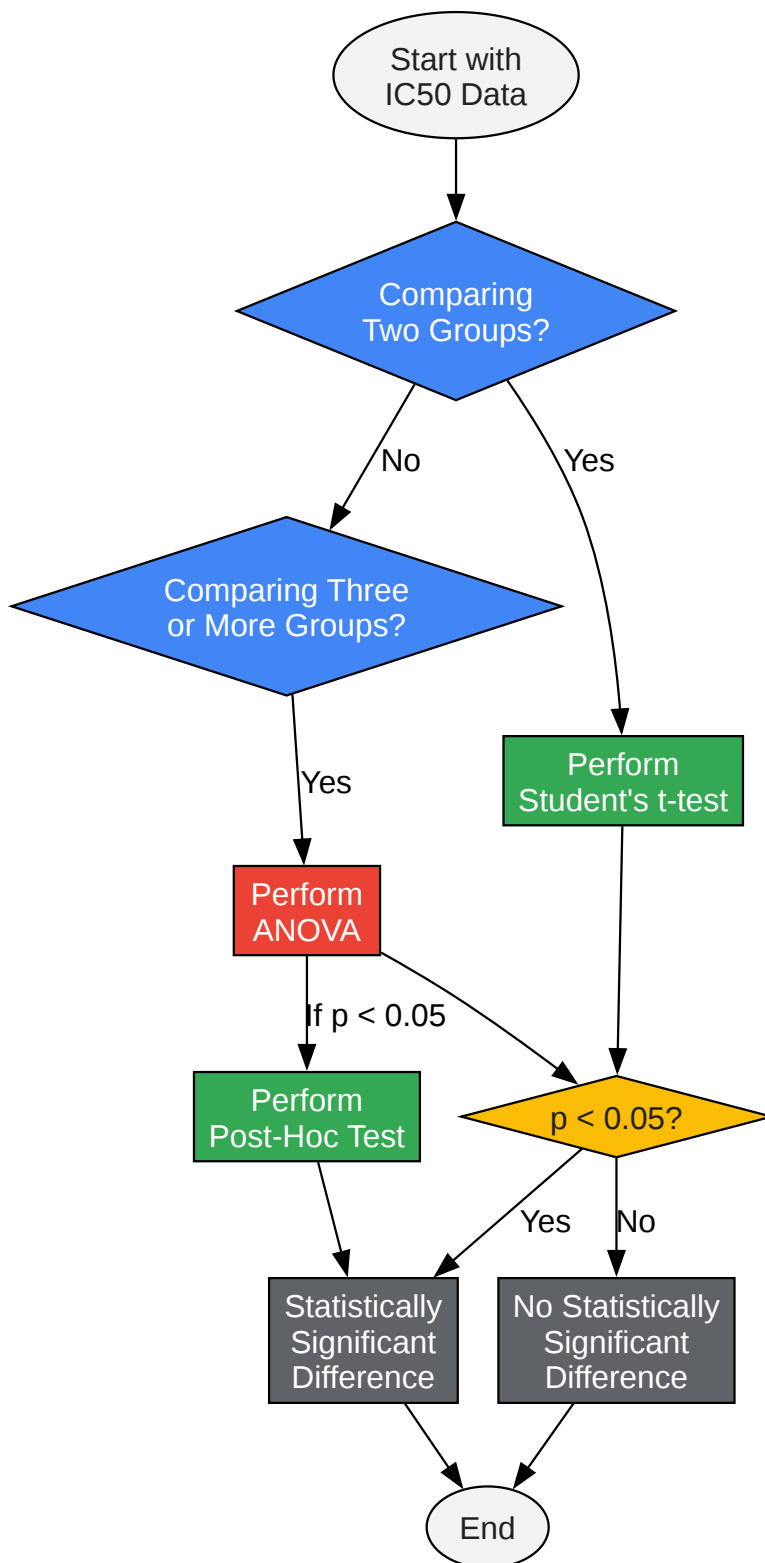 Start with
IC50 Data
Comparing
Two Groups?
No
Yes
Comparing Three
or More Groups?
Yes
Perform
Student's t-test
Perform
ANOVA
If p < 0.05
Perform
Post-Hoc Test
p < 0.05?
Yes
No
Statistically
Significant
Difference
No Statistically
Significant
Difference
End